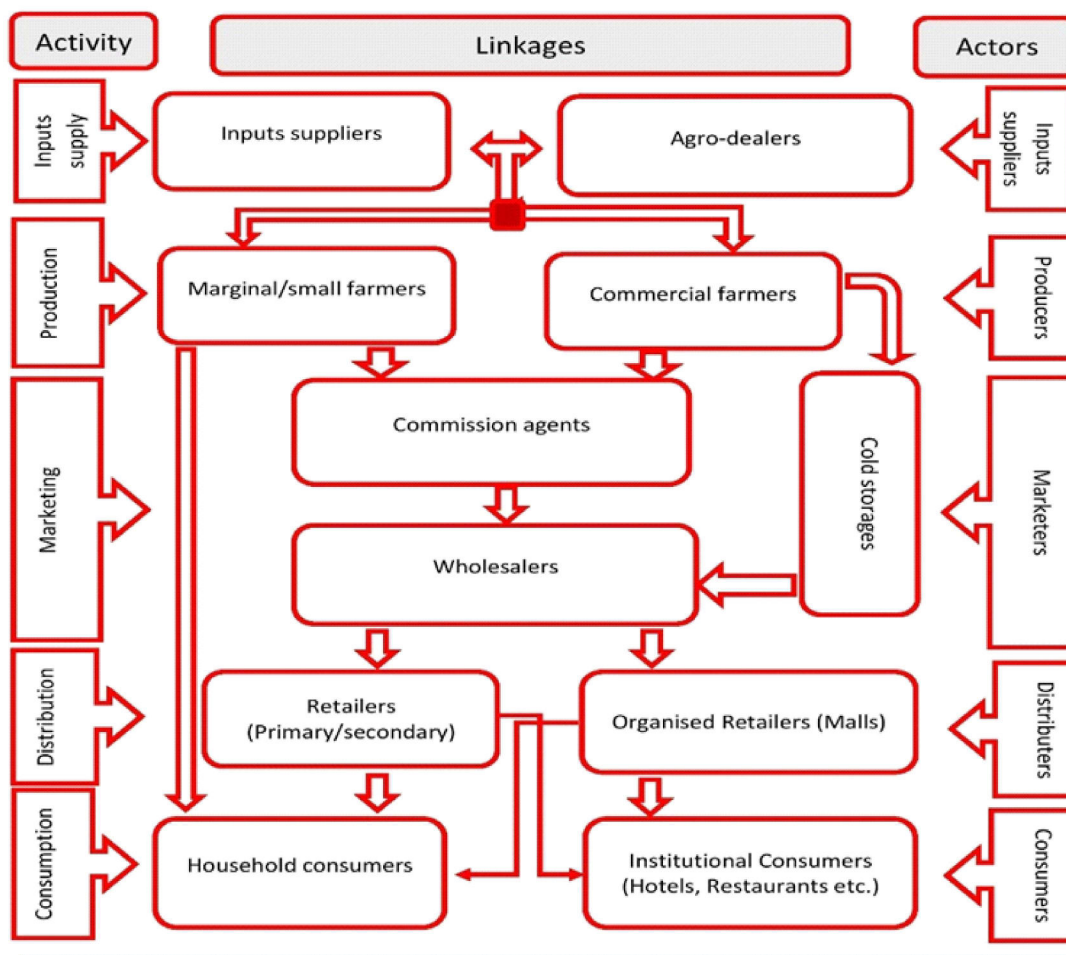 Activity
Linkages
Actors
Inputs
supply
Inputs suppliers
Agro-dealers
Inputs
suppliers
Production
Marginal/small farmers
Commercial farmers
Producers
Marketing
Commission agents
Cold storages
Wholesalers
Marketers
Distribution
Retailers
(Primary/secondary)
Organised Retailers (Malls)
Distributers
Consumption
Household consumers
Institutional Consumers
(Hotels, Restaurants etc.)
Consumers